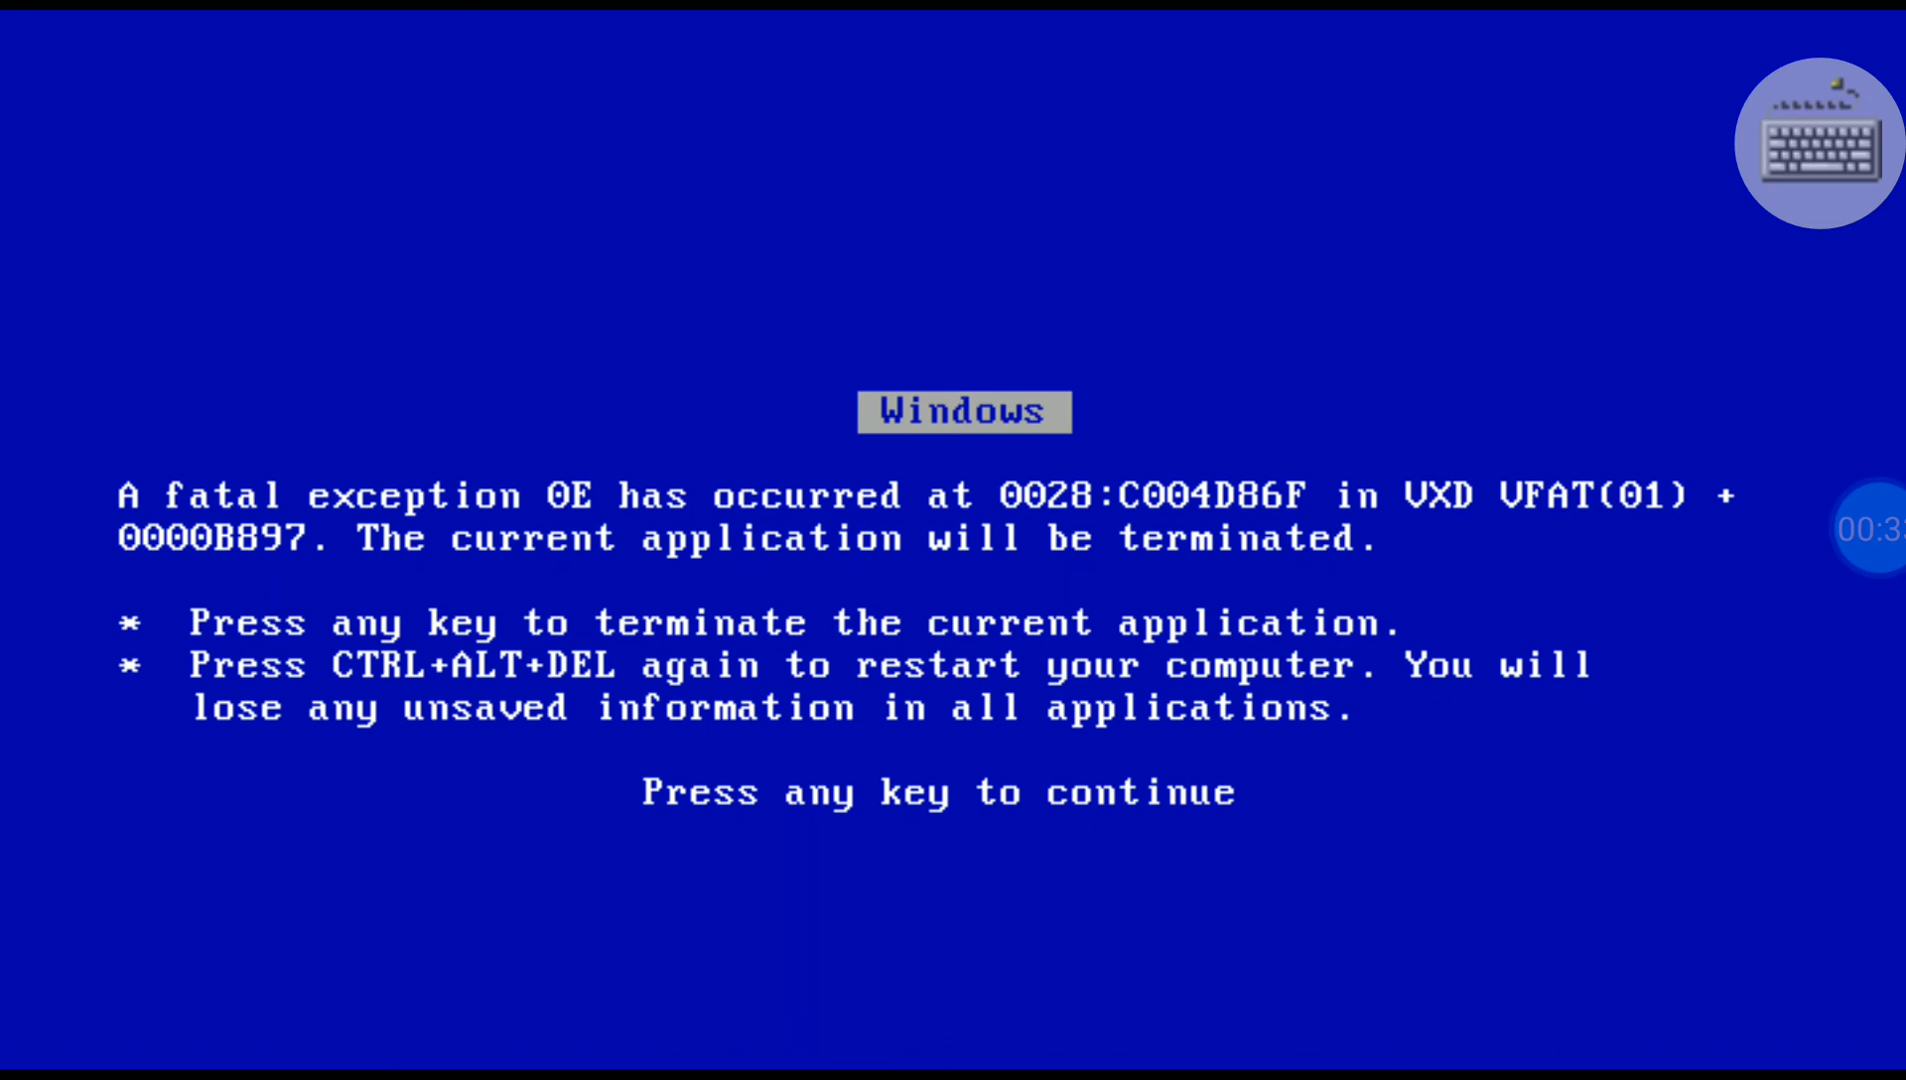 Windows
A fatal exception 0E has occurred at 0028:C004D86F in VXD VFAT(01) +
0000B897. The current application will be terminated.
* Press any key to terminate the current application.
* Press CTRL+ALT+DEL again to restart your computer. You will
lose any unsaved information in all applications.
Press any key to continue